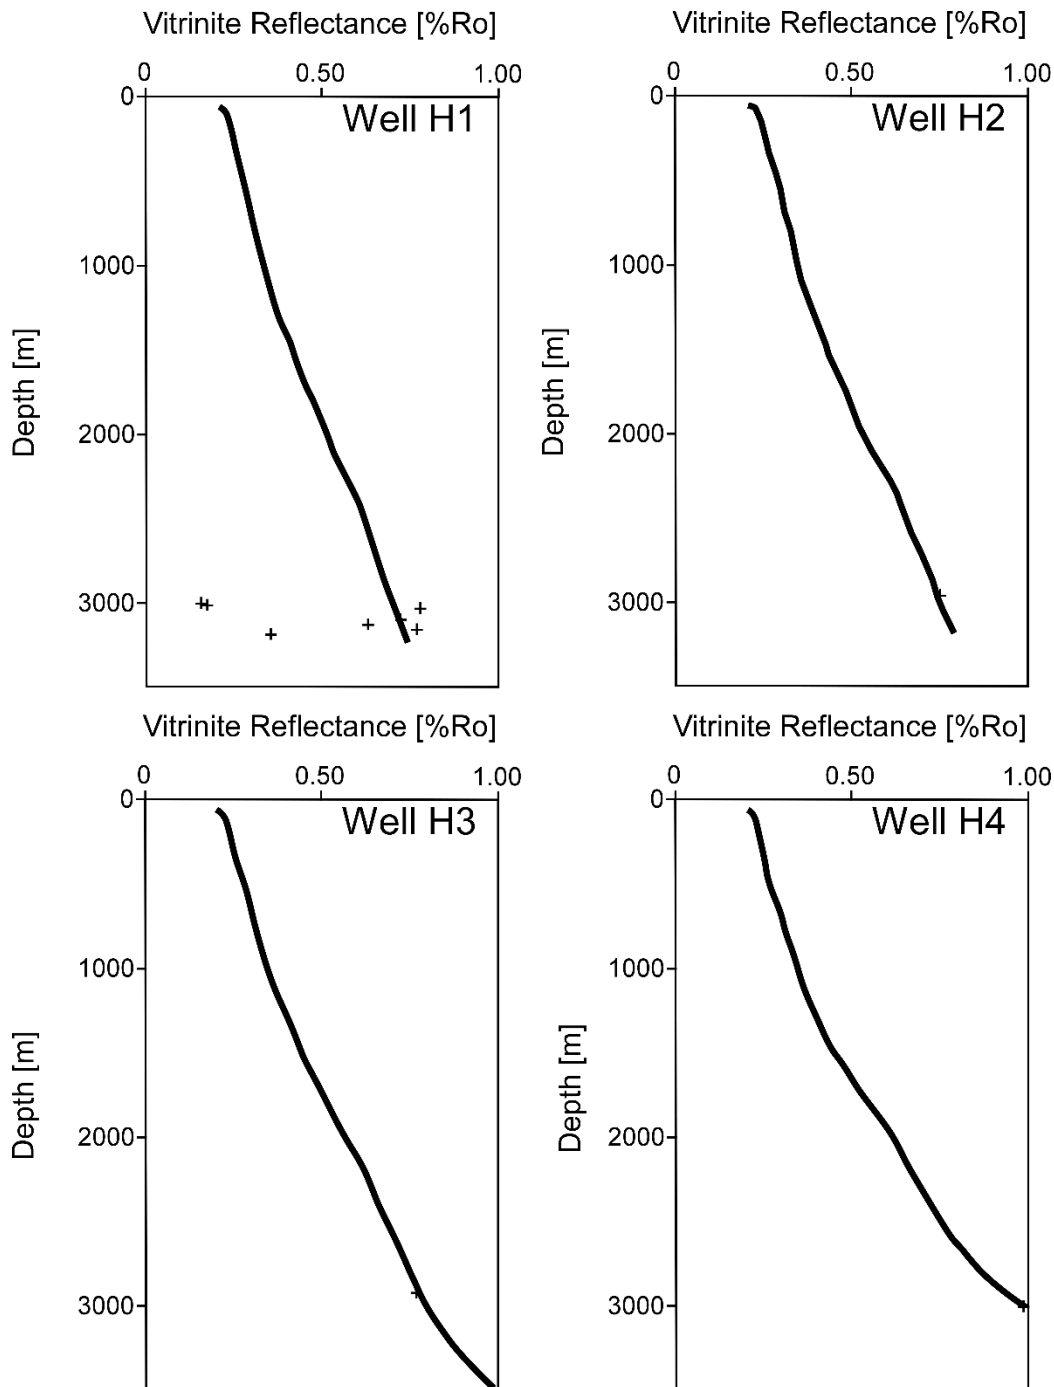 Vitrinite Reflectance [%Ro]
0 0.50 1.00
Well H1
0
1000
2000
3000
Depth [m]
Vitrinite Reflectance [%Ro]
0 0.50 1.00
Well H2
0
1000
2000
3000
Depth [m]
Vitrinite Reflectance [%Ro]
0 0.50 1.00
Well H3
0
1000
2000
3000
Depth [m]
Vitrinite Reflectance [%Ro]
0 0.50 1.00
Well H4
0
1000
2000
3000
Depth [m]